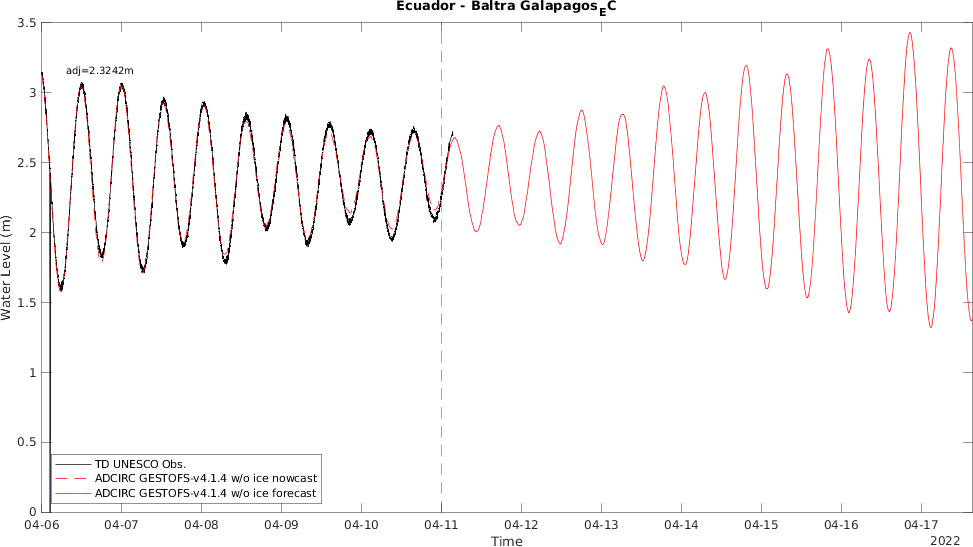 Ecuador - Baltra Galapagos_EC
adj=2.3242m
3.5
3
2.5
2
1.5
1
0.5
0
Water Level (m)
TD UNESCO Obs.
ADCIRC GESTOFS-v4.1.4 w/o ice nowcast
ADCIRC GESTOFS-v4.1.4 w/o ice forecast
04-06 04-07 04-08 04-09 04-10 04-11 04-12 04-13 04-14 04-15 04-16 04-17
Time
2022